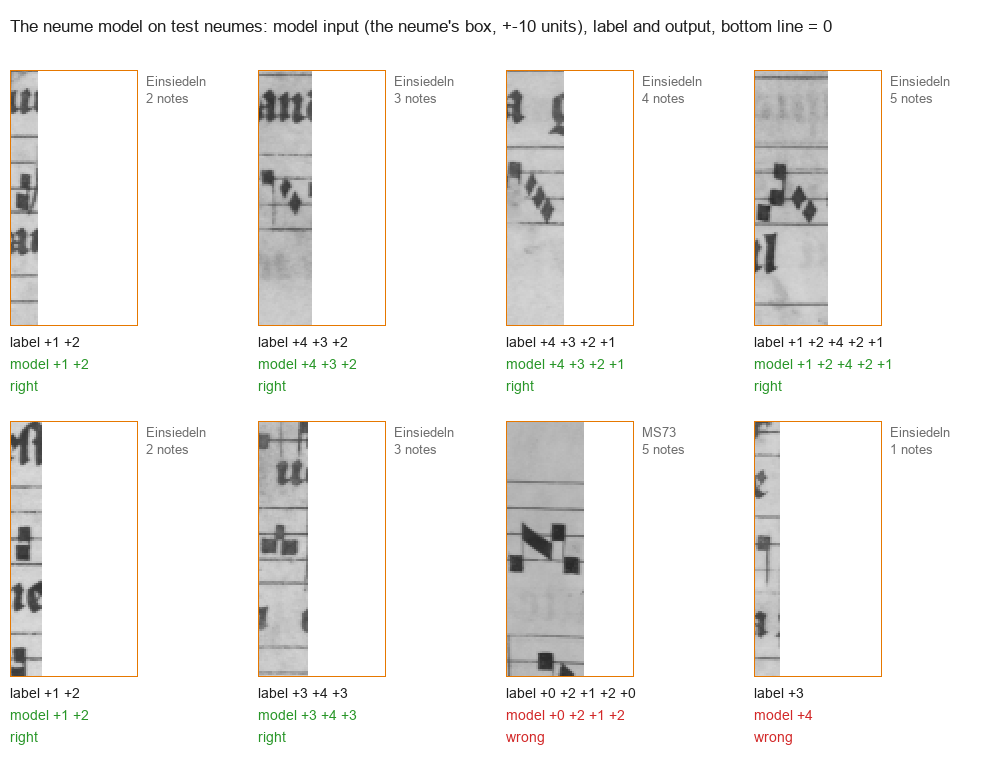 The neume model on test neumes: model input (the neume's box, +-10 units), label and output, bottom line = 0
Einsiedeln
2 notes
label +1 +2
model +1 +2
right
Einsiedeln
3 notes
label +4 +3 +2
model +4 +3 +2
right
Einsiedeln
4 notes
label +4 +3 +2 +1
model +4 +3 +2 +1
right
Einsiedeln
5 notes
label +1 +2 +4 +2 +1
model +1 +2 +4 +2 +1
right
Einsiedeln
2 notes
label +1 +2
model +1 +2
right
Einsiedeln
3 notes
label +3 +4 +3
model +3 +4 +3
right
MS73
5 notes
label +0 +2 +1 +2 +0
model +0 +2 +1 +2
wrong
Einsiedeln
1 notes
label +3
model +4
wrong